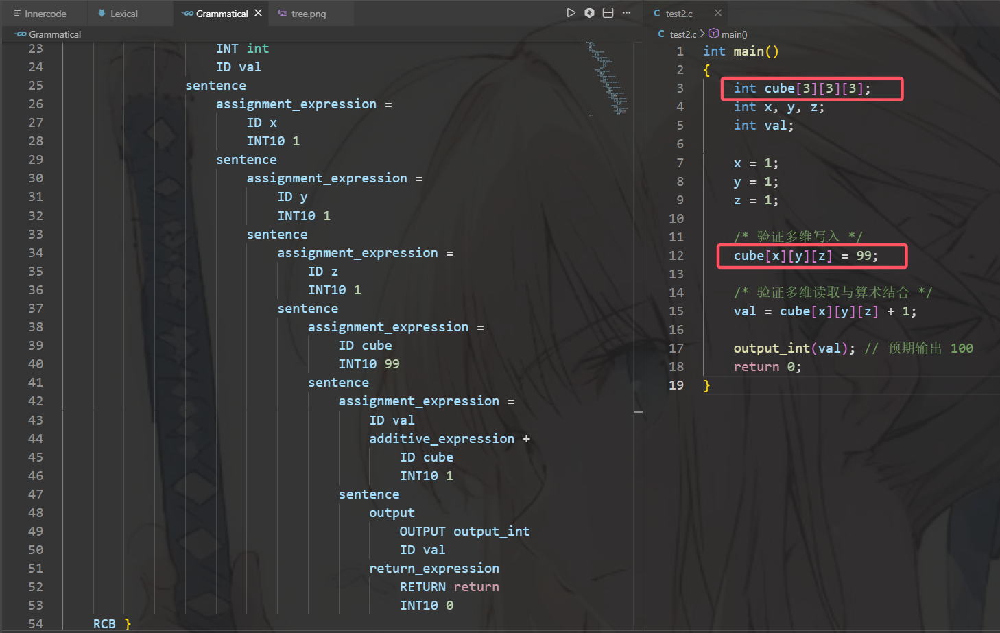 Innercode
Lexical
Grammatical
tree.png
Grammatical
23 INT int
24 ID val
25 sentence
26 assignment_expression =
27 ID x
28 INT10 1
29 sentence
30 assignment_expression =
31 ID y
32 INT10 1
33 sentence
34 assignment_expression =
35 ID z
36 INT10 1
37 sentence
38 assignment_expression =
39 ID cube
40 INT10 99
41 sentence
42 assignment_expression =
43 ID val
44 additive_expression +
45 ID cube
46 INT10 1
47 sentence
48 output
49 OUTPUT output_int
50 ID val
51 return_expression
52 RETURN return
53 INT10 0
54 RCB }
C test2.c
C test2.c > main()
1 int main()
2 {
3 int cube[3][3][3];
4 int x, y, z;
5 int val;
6
7 x = 1;
8 y = 1;
9 z = 1;
10
11 /* 验证多维写入 */
12 cube[x][y][z] = 99;
13
14 /* 验证多维读取与算术结合 */
15 val = cube[x][y][z] + 1;
16
17 output_int(val); // 预期输出 100
18 return 0;
19 }